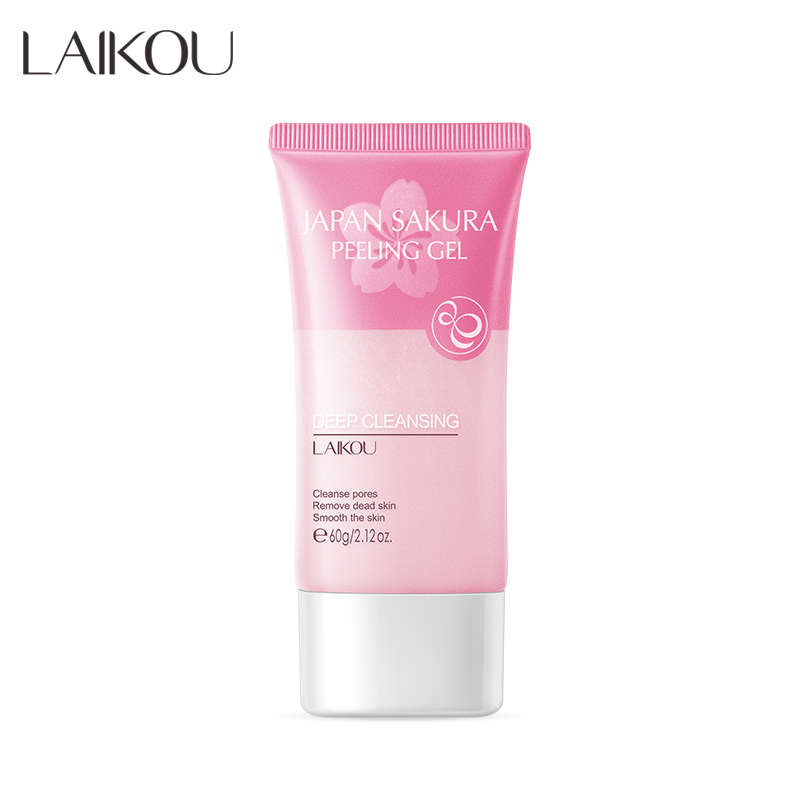 LAIKOU
JAPAN SAKURA
PEELING GEL
DEEP CLEANSING
LAIKOU
Cleanse pores
Remove dead skin
Smooth the skin
℮60g/2.12oz.